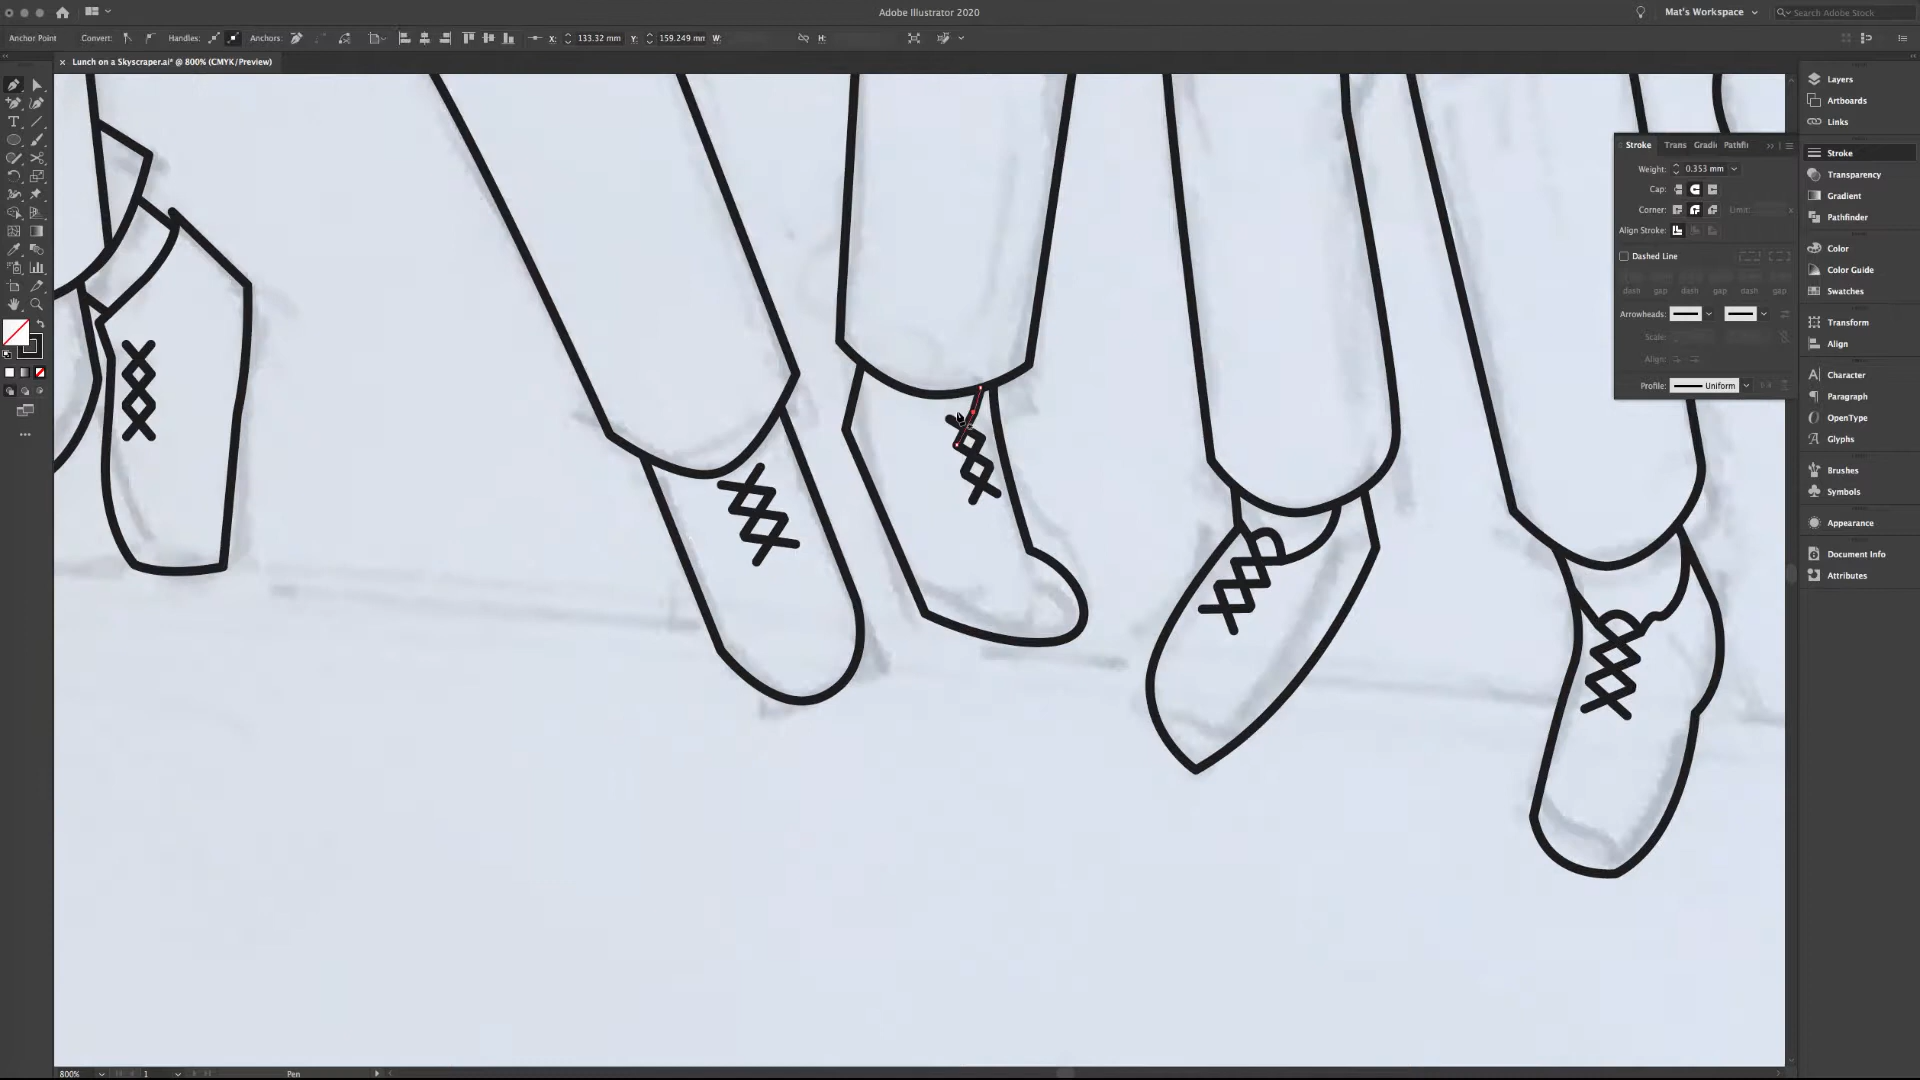 Adobe Illustrator 2020
Mat's Workspace
Search Adobe Stock
Anchor Point
Convert:
Handles:
Anchors:
X:
133.32 mm
Y:
159.249 mm
W:
H:
Lunch on a Skyscraper.ai* @ 800% (CMYK/Preview)
Stroke
Trans
Gradi
Pathfi
Weight:
0.353 mm
Cap:
Corner:
Limit:
x
Align Stroke:
Dashed Line
dash
gap
dash
gap
dash
gap
Arrowheads:
Scale:
Align:
Profile:
Uniform
Layers
Artboards
Links
Stroke
Transparency
Gradient
Pathfinder
Color
Color Guide
Swatches
Transform
Align
Character
Paragraph
OpenType
Glyphs
Brushes
Symbols
Appearance
Document Info
Attributes
800%
1
Pen